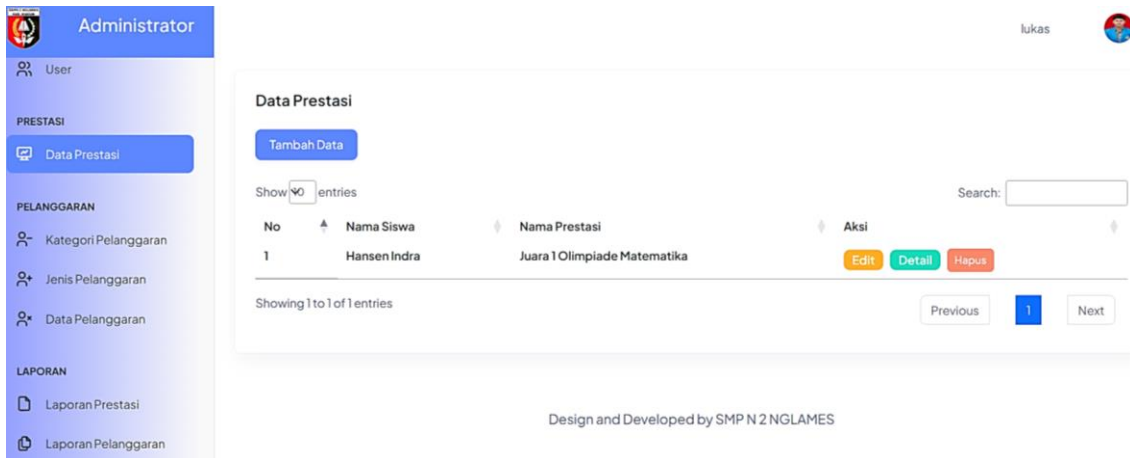 Administrator
lukas
User
PRESTASI
Data Prestasi
PELANGGARAN
Kategori Pelanggaran
Jenis Pelanggaran
Data Pelanggaran
LAPORAN
Laporan Prestasi
Laporan Pelanggaran
Data Prestasi
Tambah Data
Show 10 entries
Search:
No Nama Siswa Nama Prestasi Aksi
1 Hansen Indra Juara 1 Olimpiade Matematika Edit Detail Hapus
Showing 1 to 1 of 1 entries
Previous 1 Next
Design and Developed by SMP N 2 NGLAMES